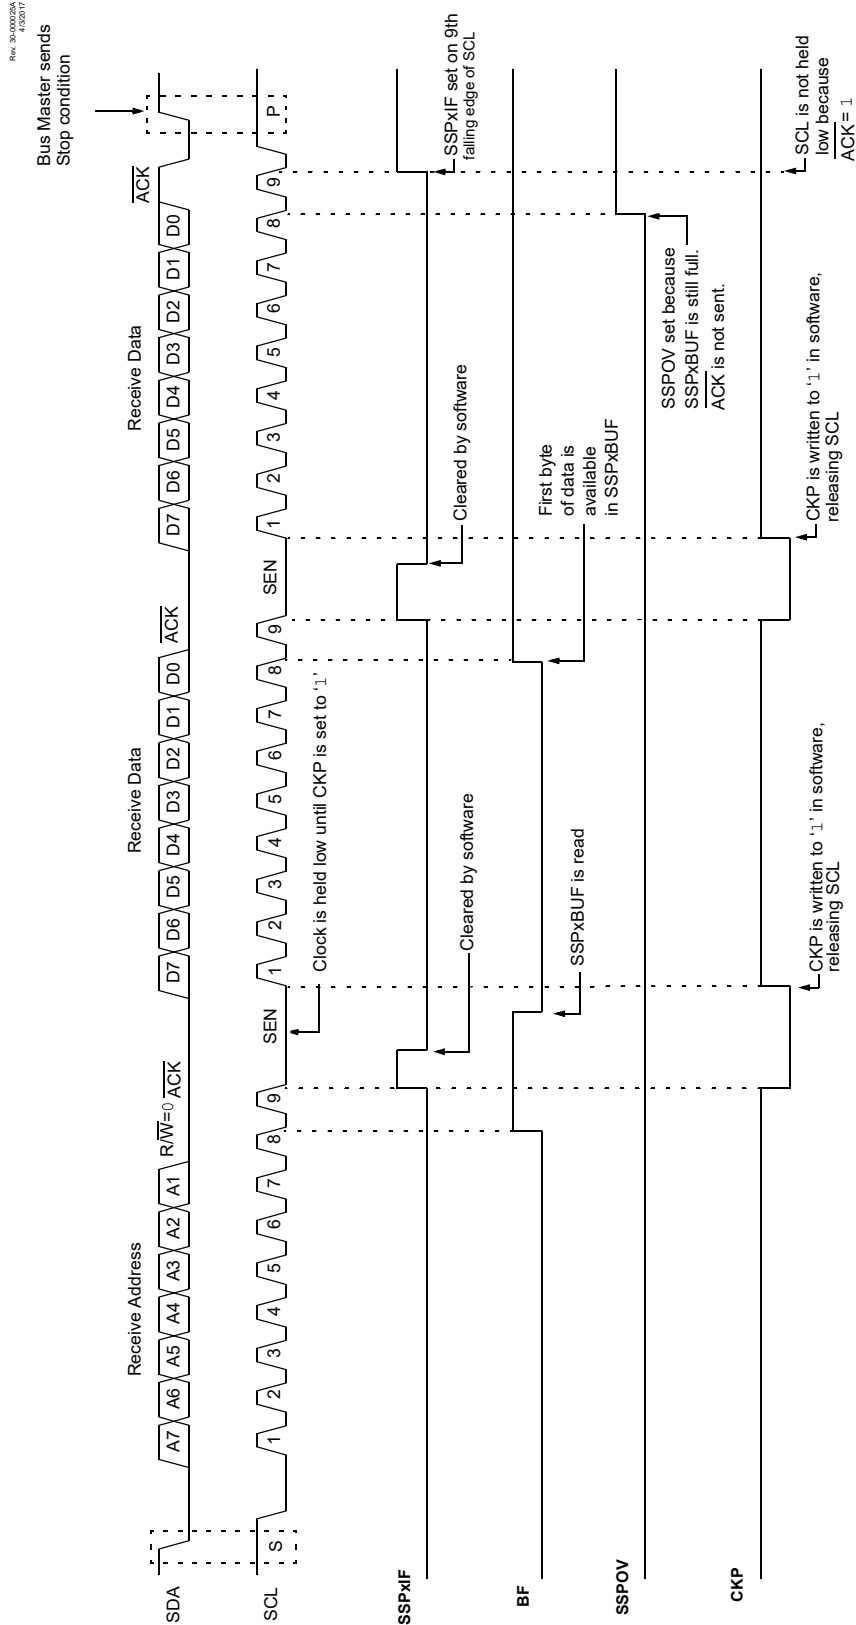 Rev. 30-000025A
4/3/2017
Bus Master sends
Stop condition
Receive Address
Receive Data
Receive Data
SDA
A7 A6 A5 A4 A3 A2 A1 R/W=0 ACK
D7 D6 D5 D4 D3 D2 D1 D0 ACK
D7 D6 D5 D4 D3 D2 D1 D0 ACK
SCL
S 1 2 3 4 5 6 7 8 9 SEN 1 2 3 4 5 6 7 8 9 SEN 1 2 3 4 5 6 7 8 9 P
Clock is held low until CKP is set to ‘1’
SSPxIF
Cleared by software
Cleared by software
SSPxIF set on 9th
falling edge of SCL
BF
SSPxBUF is read
First byte
of data is
available
in SSPxBUF
SSPOV
SSPOV set because
SSPxBUF is still full.
ACK is not sent.
CKP
CKP is written to ‘1’ in software,
releasing SCL
CKP is written to ‘1’ in software,
releasing SCL
SCL is not held
low because
ACK= 1